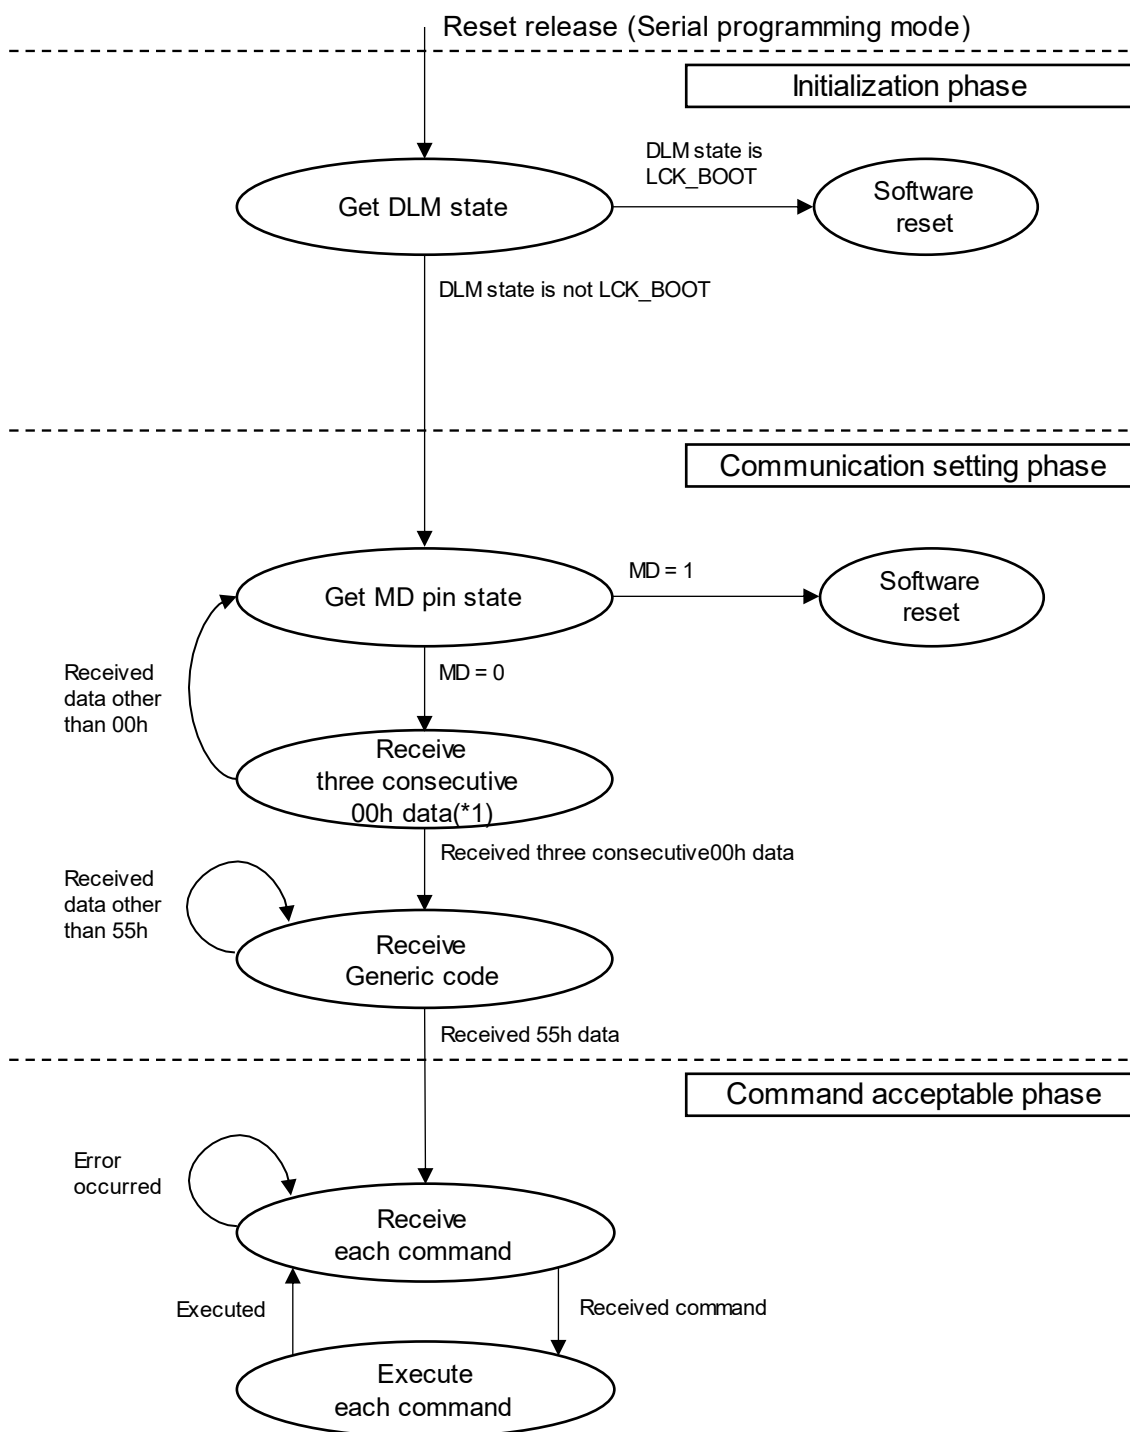 Reset release (Serial programming mode)
Initialization phase
DLM state is
LCK_BOOT
Get DLM state
Software
reset
DLM state is not LCK_BOOT
Communication setting phase
Get MD pin state
MD = 1
Software
reset
MD = 0
Received
data other
than 00h
Receive
three consecutive
00h data(*1)
Received three consecutive00h data
Received
data other
than 55h
Receive
Generic code
Received 55h data
Command acceptable phase
Error
occurred
Receive
each command
Executed
Received command
Execute
each command